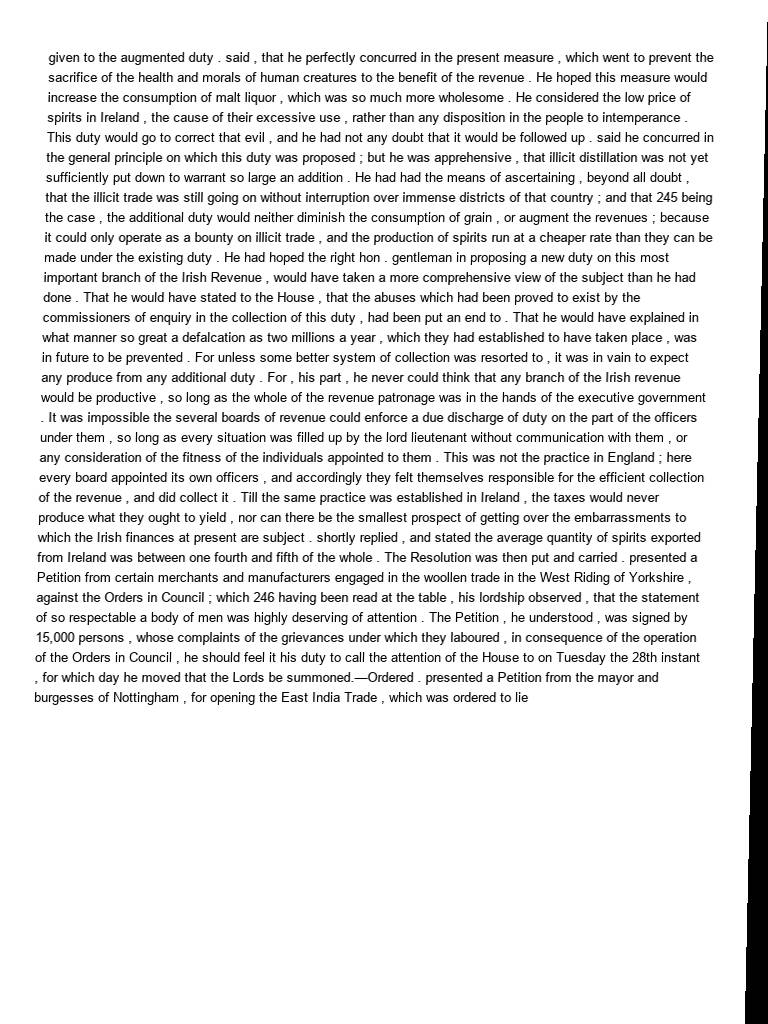 given to the augmented duty . said , that he perfectly concurred in the present measure , which went to prevent the
sacrifice of the health and morals of human creatures to the benefit of the revenue . He hoped this measure would
increase the consumption of malt liquor , which was so much more wholesome . He considered the low price of
spirits in Ireland , the cause of their excessive use , rather than any disposition in the people to intemperance .
This duty would go to correct that evil , and he had not any doubt that it would be followed up . said he concurred in
the general principle on which this duty was proposed ; but he was apprehensive , that illicit distillation was not yet
sufficiently put down to warrant so large an addition . He had had the means of ascertaining , beyond all doubt ,
that the illicit trade was still going on without interruption over immense districts of that country ; and that 245 being
the case , the additional duty would neither diminish the consumption of grain , or augment the revenues ; because
it could only operate as a bounty on illicit trade , and the production of spirits run at a cheaper rate than they can be
made under the existing duty . He had hoped the right hon . gentleman in proposing a new duty on this most
important branch of the Irish Revenue , would have taken a more comprehensive view of the subject than he had
done . That he would have stated to the House , that the abuses which had been proved to exist by the
commissioners of enquiry in the collection of this duty , had been put an end to . That he would have explained in
what manner so great a defalcation as two millions a year , which they had established to have taken place , was
in future to be prevented . For unless some better system of collection was resorted to , it was in vain to expect
any produce from any additional duty . For , his part , he never could think that any branch of the Irish revenue
would be productive , so long as the whole of the revenue patronage was in the hands of the executive government
. It was impossible the several boards of revenue could enforce a due discharge of duty on the part of the officers
under them , so long as every situation was filled up by the lord lieutenant without communication with them , or
any consideration of the fitness of the individuals appointed to them . This was not the practice in England ; here
every board appointed its own officers , and accordingly they felt themselves responsible for the efficient collection
of the revenue , and did collect it . Till the same practice was established in Ireland , the taxes would never
produce what they ought to yield , nor can there be the smallest prospect of getting over the embarrassments to
which the Irish finances at present are subject . shortly replied , and stated the average quantity of spirits exported
from Ireland was between one fourth and fifth of the whole . The Resolution was then put and carried . presented a
Petition from certain merchants and manufacturers engaged in the woollen trade in the West Riding of Yorkshire ,
against the Orders in Council ; which 246 having been read at the table , his lordship observed , that the statement
of so respectable a body of men was highly deserving of attention . The Petition , he understood , was signed by
15,000 persons , whose complaints of the grievances under which they laboured , in consequence of the operation
of the Orders in Council , he should feel it his duty to call the attention of the House to on Tuesday the 28th instant
, for which day he moved that the Lords be summoned.—Ordered . presented a Petition from the mayor and
burgesses of Nottingham , for opening the East India Trade , which was ordered to lie